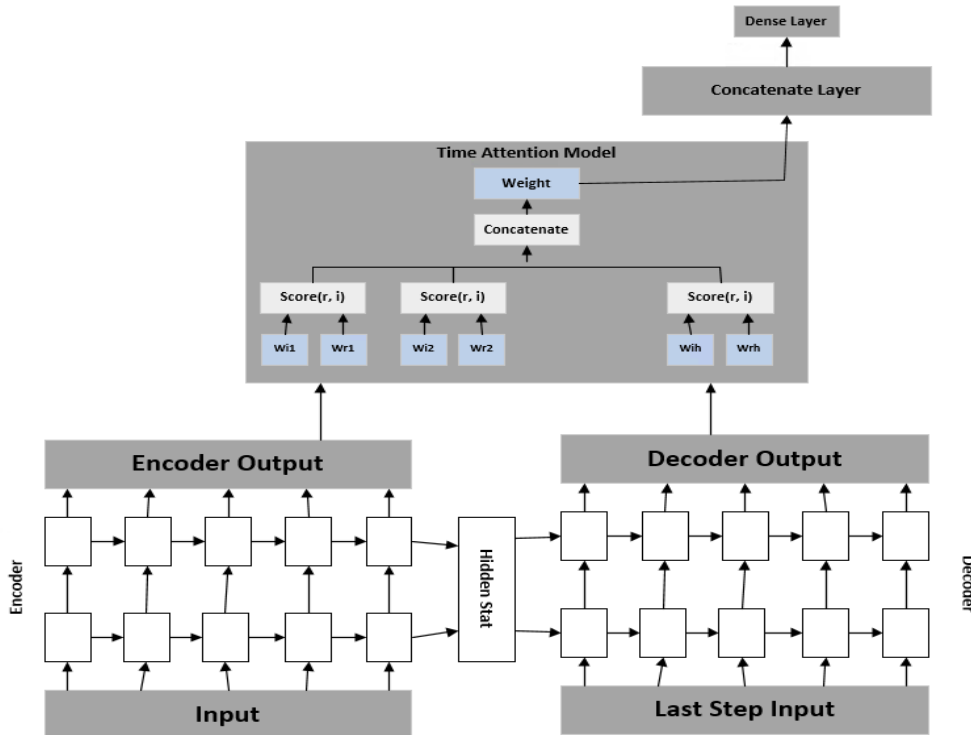 Dense Layer
Concatenate Layer
Time Attention Model
Weight
Concatenate
Score(r, i)
Score(r, i)
Score(r, i)
Wi1
Wr1
Wi2
Wr2
Wih
Wrh
Encoder Output
Decoder Output
Encoder
Hidden Stat
Decoder
Input
Last Step Input